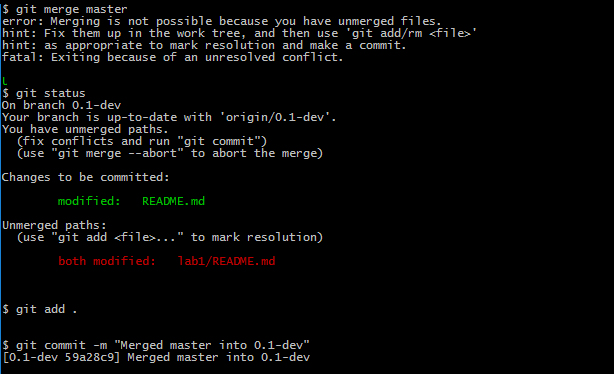 $ git merge master
error: Merging is not possible because you have unmerged files.
hint: Fix them up in the work tree, and then use 'git add/rm <file>'
hint: as appropriate to mark resolution and make a commit.
fatal: Exiting because of an unresolved conflict.
$ git status
On branch 0.1-dev
Your branch is up-to-date with 'origin/0.1-dev'.
You have unmerged paths.
  (fix conflicts and run "git commit")
  (use "git merge --abort" to abort the merge)
Changes to be committed:
        modified:   README.md
Unmerged paths:
  (use "git add <file>..." to mark resolution)
        both modified:   lab1/README.md
$ git add .
$ git commit -m "Merged master into 0.1-dev"
[0.1-dev 59a28c9] Merged master into 0.1-dev